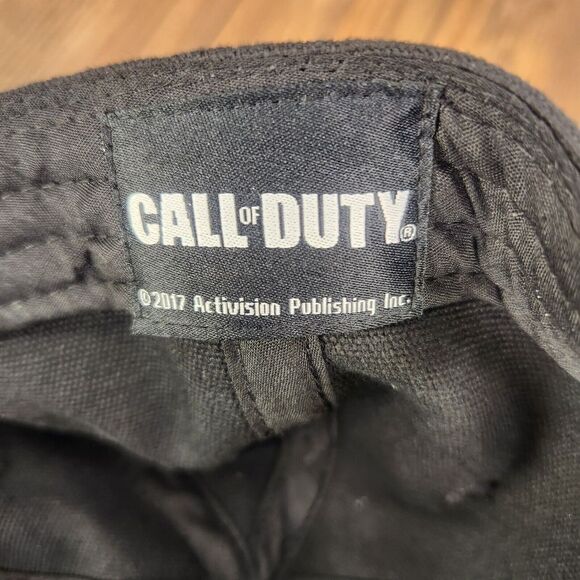 CALL OF DUTY®
©2017 Activision Publishing Inc.